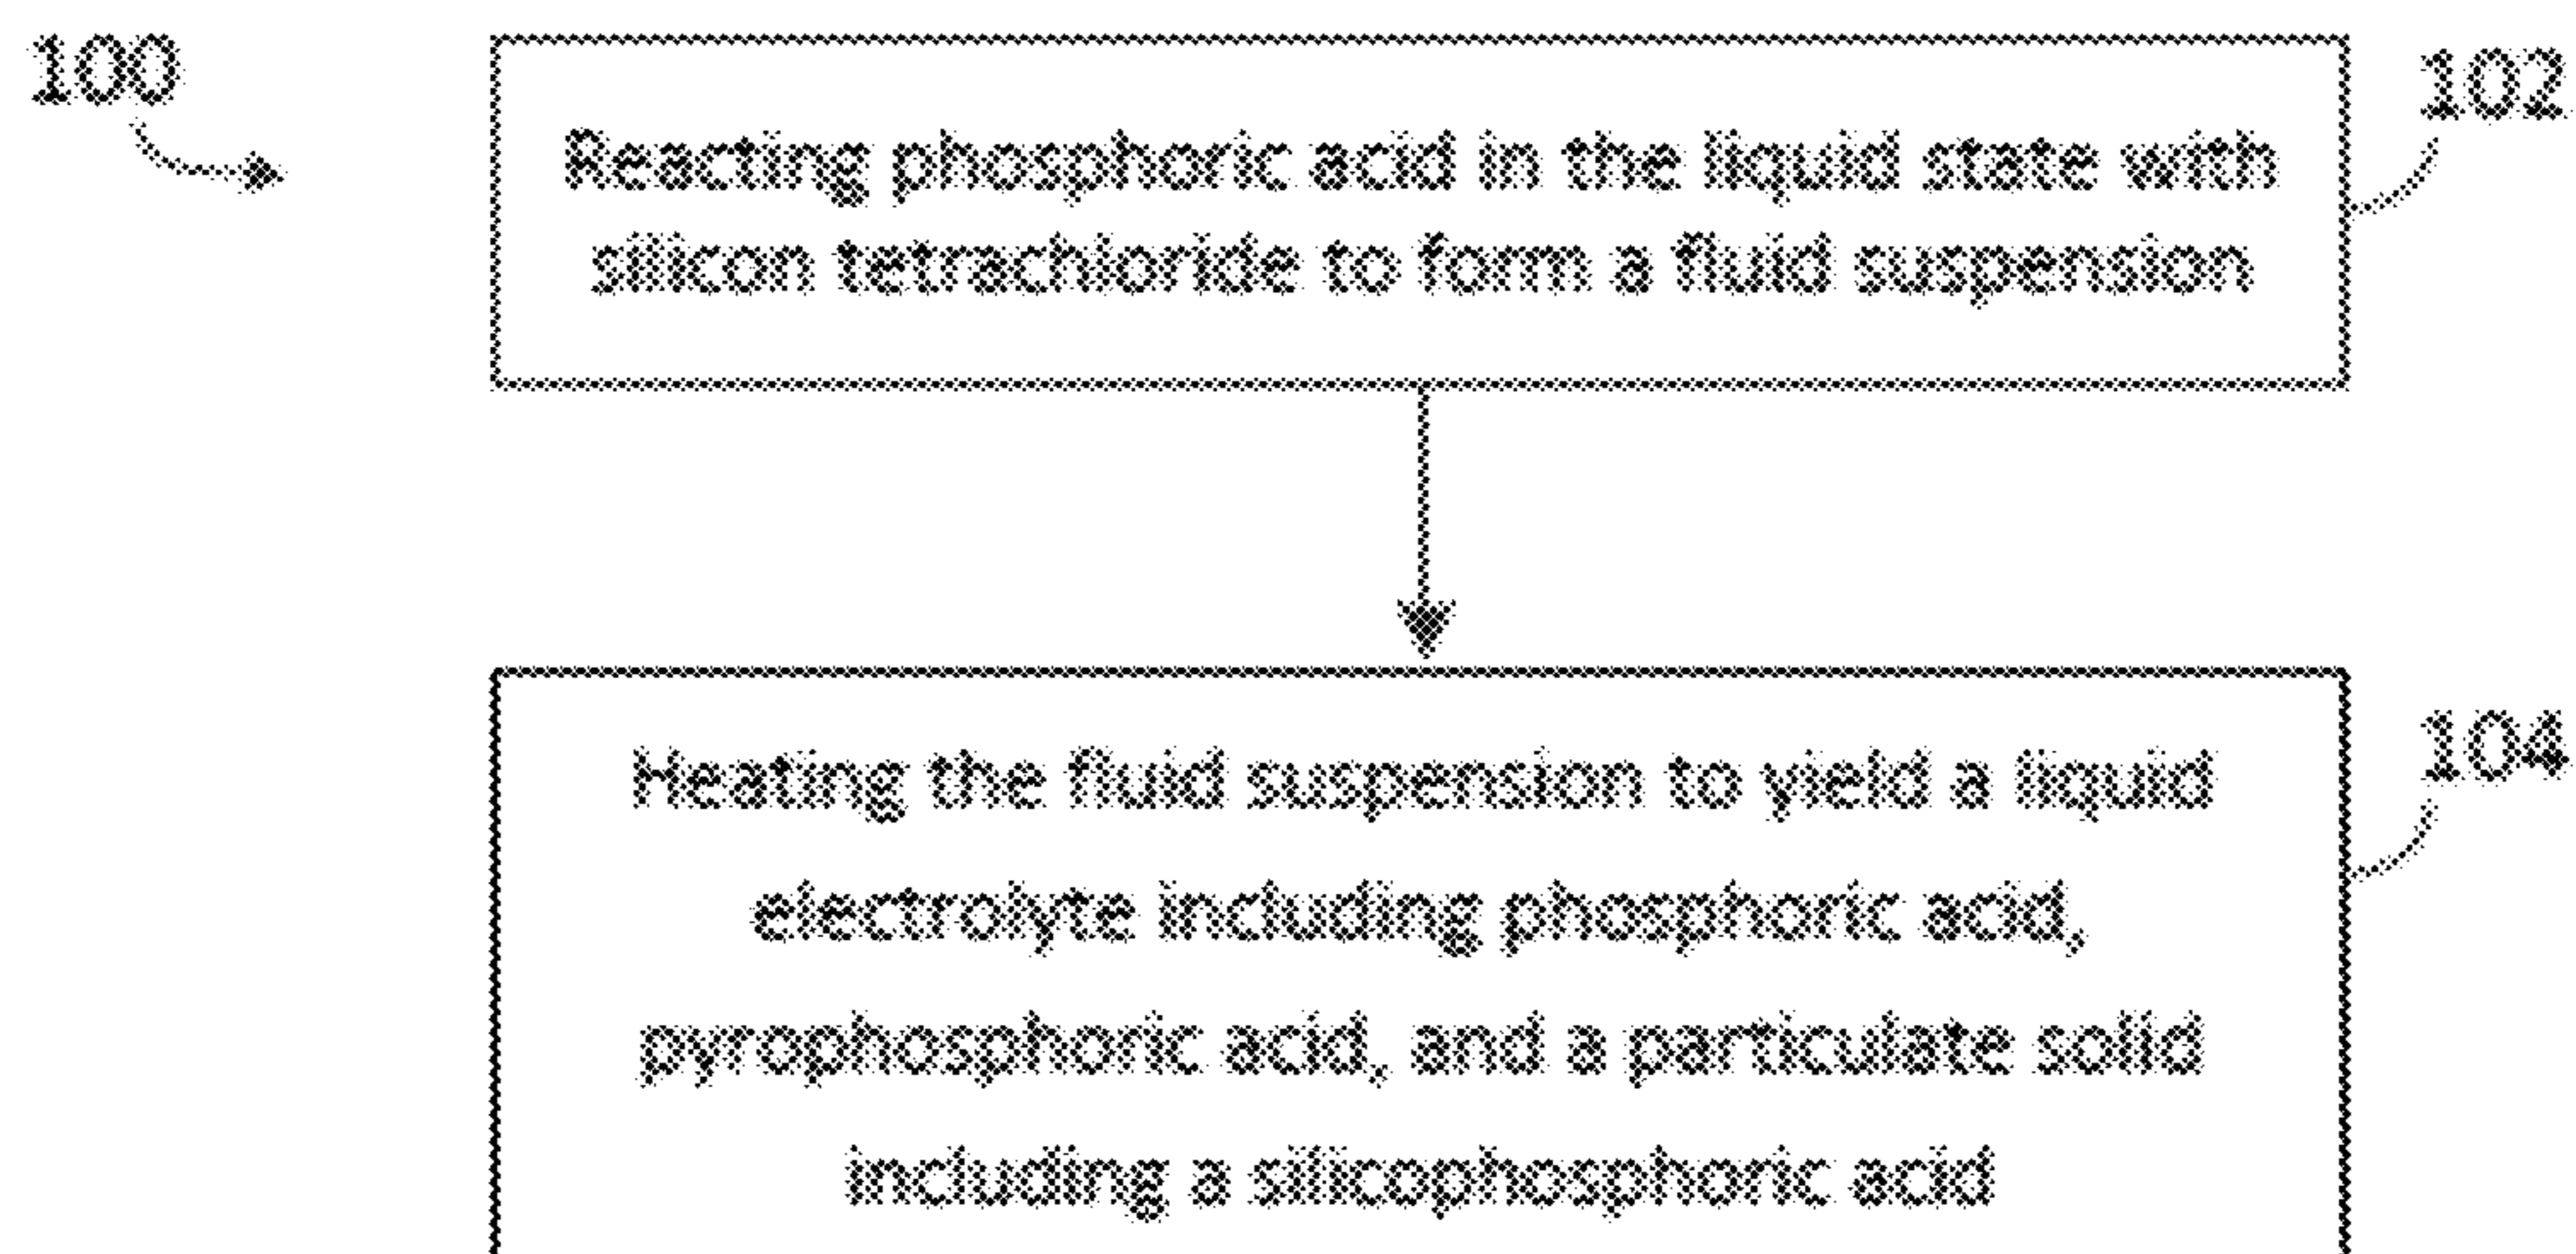 100
102
Reacting phosphoric acid in the liquid state with
silicon tetrachloride to form a fluid suspension
104
Heating the fluid suspension to yield a liquid
electrolyte including phosphoric acid,
pyrophosphoric acid, and a particulate solid
including a silicophosphoric acid